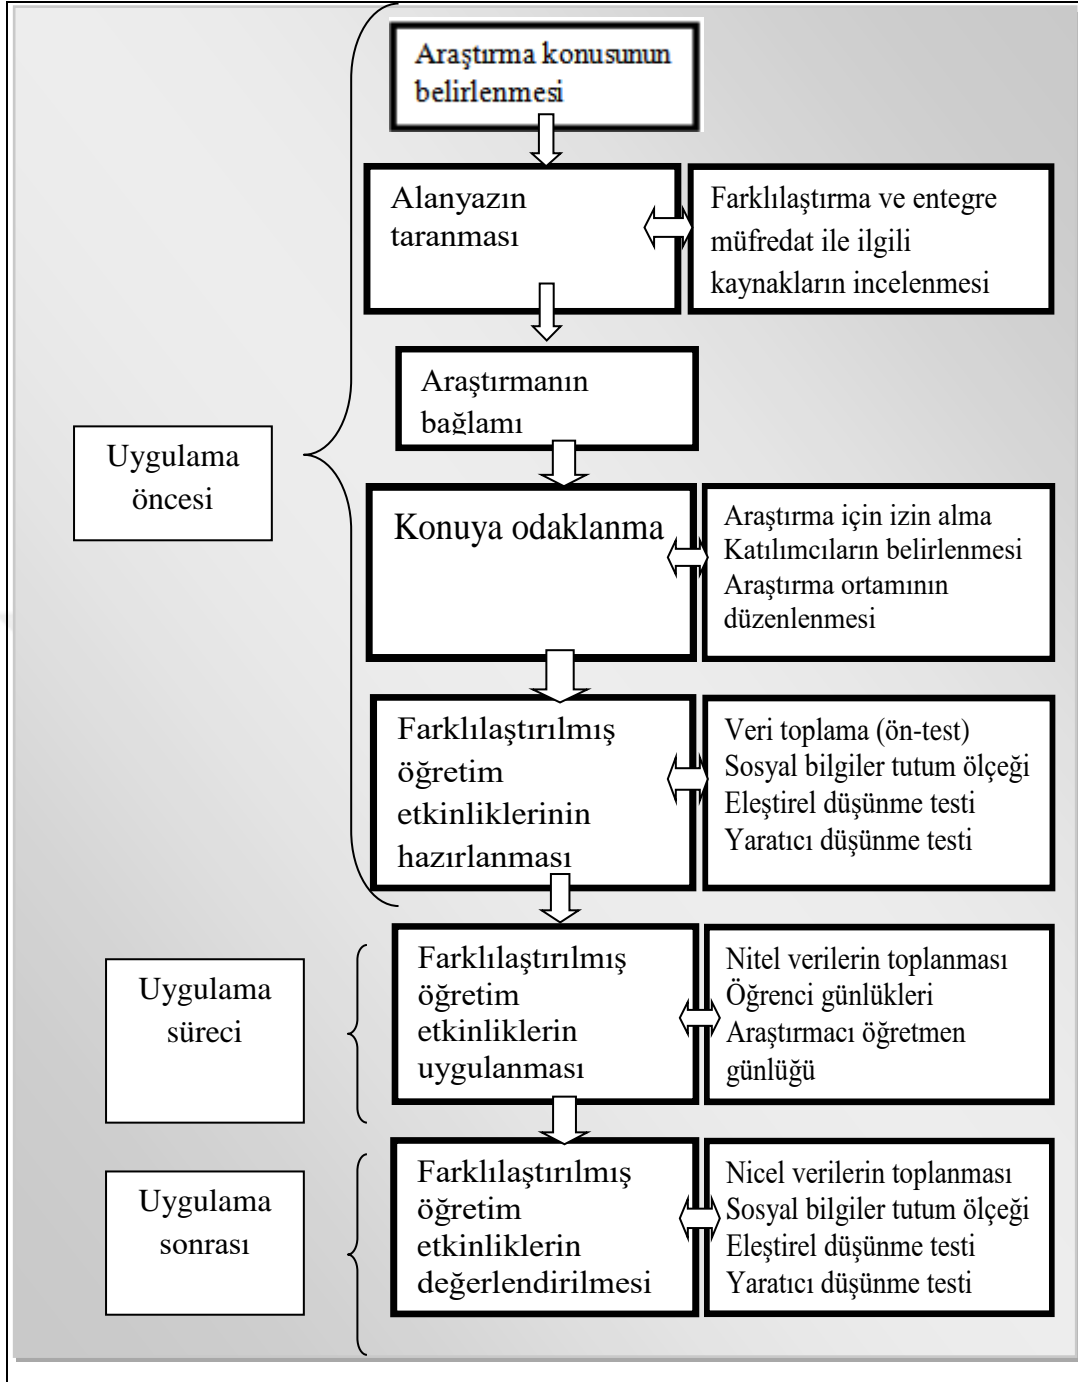 Araştırma konusunun
belirlenmesi
Alanyazın
taranması
Farklılaştırma ve entegre
müfredat ile ilgili
kaynakların incelenmesi
Araştırmanın
bağlamı
Uygulama
öncesi
Konuya odaklanma
Araştırma için izin alma
Katılımcıların belirlenmesi
Araştırma ortamının
düzenlenmesi
Farklılaştırılmış
öğretim
etkinliklerinin
hazırlanması
Veri toplama (ön-test)
Sosyal bilgiler tutum ölçeği
Eleştirel düşünme testi
Yaratıcı düşünme testi
Uygulama
süreci
Farklılaştırılmış
öğretim
etkinliklerin
uygulanması
Nitel verilerin toplanması
Öğrenci günlükleri
Araştırmacı öğretmen
günlüğü
Uygulama
sonrası
Farklılaştırılmış
öğretim
etkinliklerin
değerlendirilmesi
Nicel verilerin toplanması
Sosyal bilgiler tutum ölçeği
Eleştirel düşünme testi
Yaratıcı düşünme testi